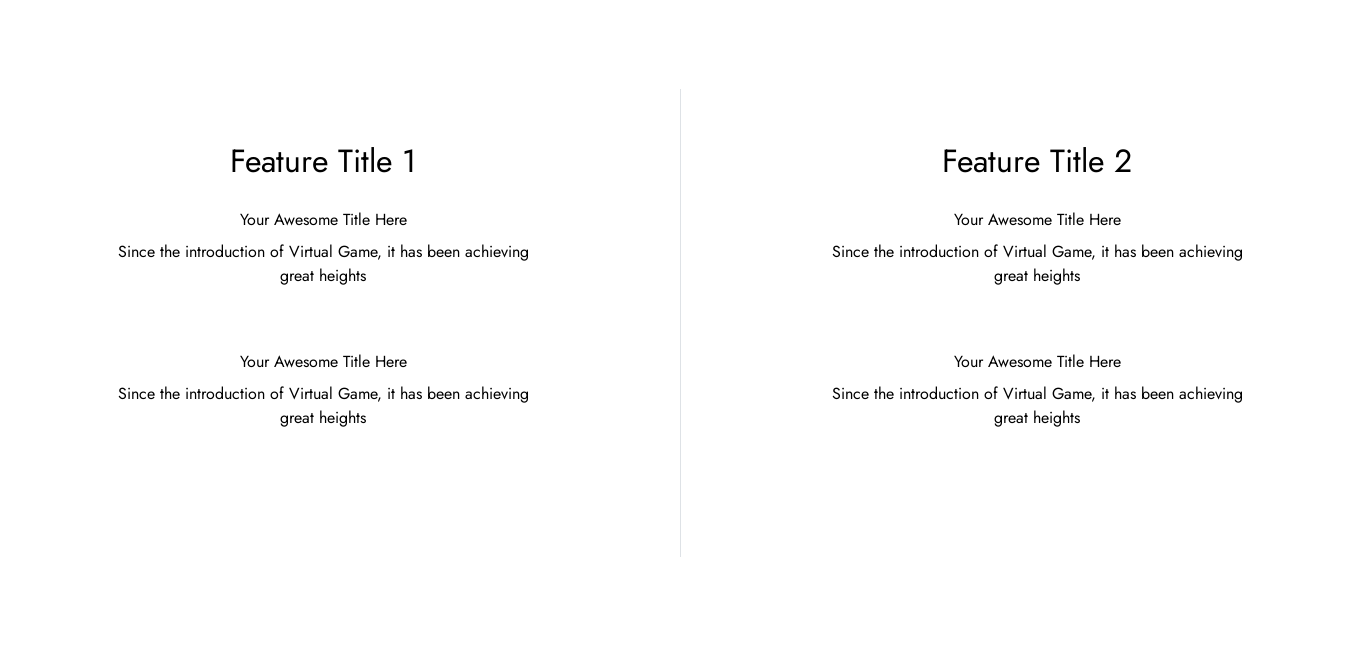 Feature Title 1
Your Awesome Title Here
Since the introduction of Virtual Game, it has been achieving
great heights
Your Awesome Title Here
Since the introduction of Virtual Game, it has been achieving
great heights
Feature Title 2
Your Awesome Title Here
Since the introduction of Virtual Game, it has been achieving
great heights
Your Awesome Title Here
Since the introduction of Virtual Game, it has been achieving
great heights